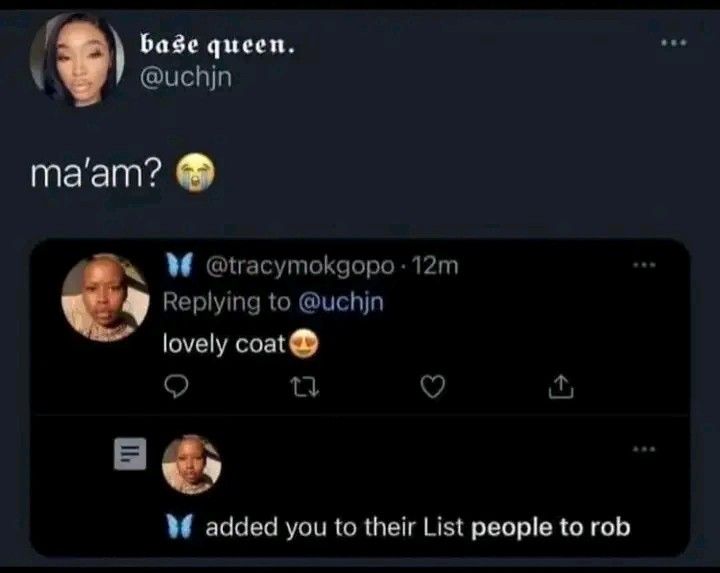 base queen.
@uchjn
ma'am? 😭
🦋 @tracymokgopo · 12m
Replying to @uchjn
lovely coat😍
🦋 added you to their List people to rob